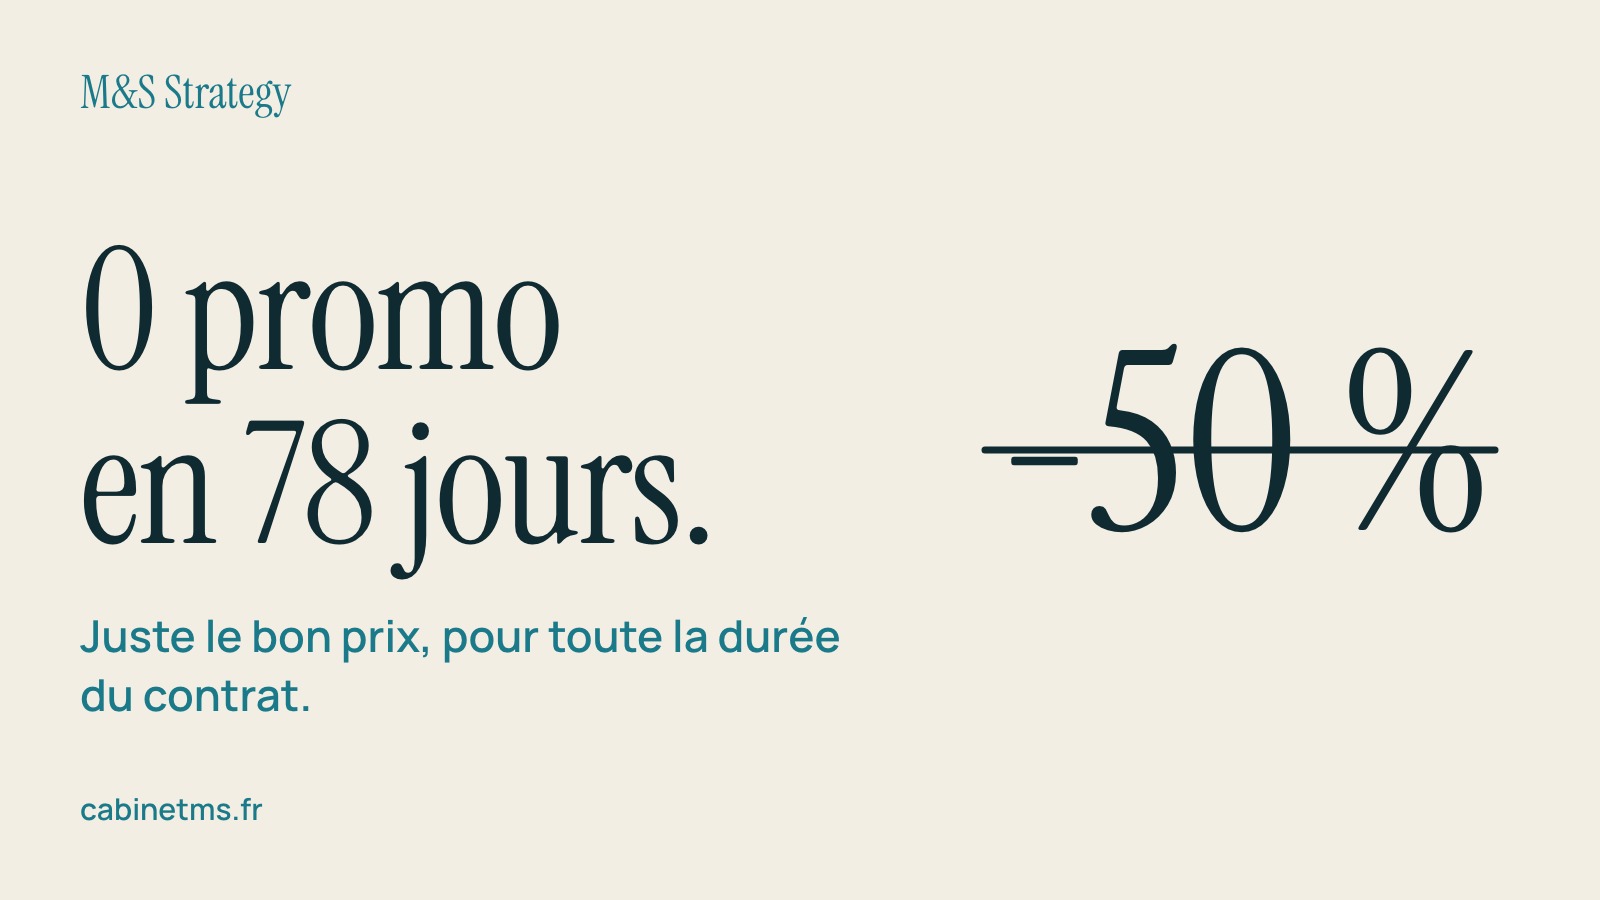 M&S Strategy
0 promo
en 78 jours.
-50 %
Juste le bon prix, pour toute la durée
du contrat.
cabinetms.fr